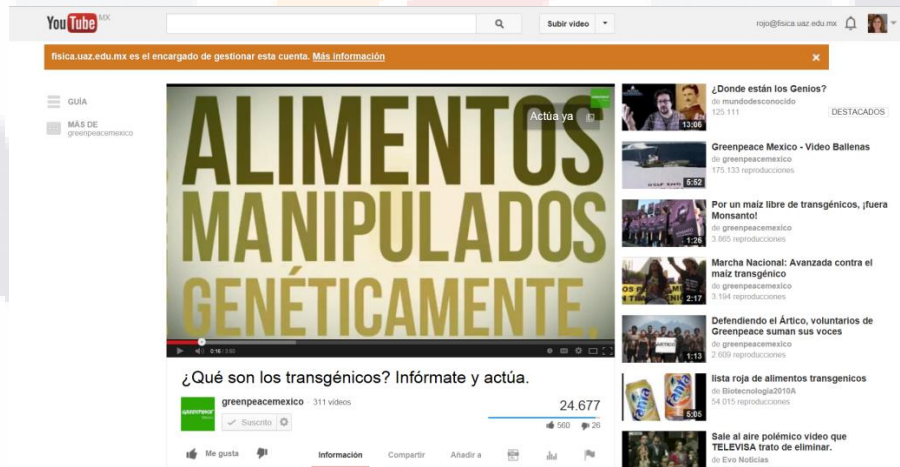 YouTube MX
Subir video
rojo@fisica.uaz.edu.mx
fisica.uaz.edu.mx es el encargado de gestionar esta cuenta. Más información
GUÍA
MÁS DE
greenpeacemexico
Actúa ya
ALIMENTOS
MANIPULADOS
GENÉTICAMENTE,
0:16 / 3:50
¿Qué son los transgénicos? Infórmate y actúa.
greenpeacemexico · 311 vídeos
Suscrito
24.677
560 26
Me gusta
Información Compartir Añadir a
¿Donde están los Genios?
de mundodesconocido
125 111
DESTACADOS
13:06
Greenpeace Mexico - Video Ballenas
de greenpeacemexico
175.133 reproducciones
5:52
Por un maíz libre de transgénicos, ¡fuera
Monsanto!
de greenpeacemexico
3.865 reproducciones
1:26
Marcha Nacional: Avanzada contra el
maíz transgénico
de greenpeacemexico
3.194 reproducciones
2:17
Defendiendo el Ártico, voluntarios de
Greenpeace suman sus voces
de greenpeacemexico
2.609 reproducciones
1:13
lista roja de alimentos transgenicos
de Biotecnologia2010A
54.015 reproducciones
5:05
Sale al aire polémico video que
TELEVISA trato de eliminar.
de Evo Noticias